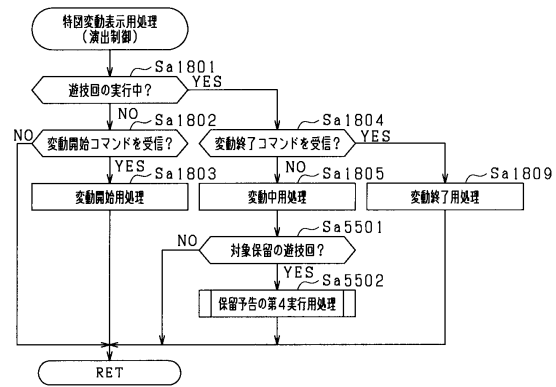 特図変動表示用処理
(演出制御)
Sa1801
遊技回の実行中?
YES
NO
Sa1802
Sa1804
NO
変動開始コマンドを受信?
変動終了コマンドを受信?
YES
YES
Sa1803
NO
Sa1805
Sa1809
変動開始用処理
変動中用処理
変動終了用処理
Sa5501
NO
対象保留の遊技回?
YES
Sa5502
保留予告の第4実行用処理
RET